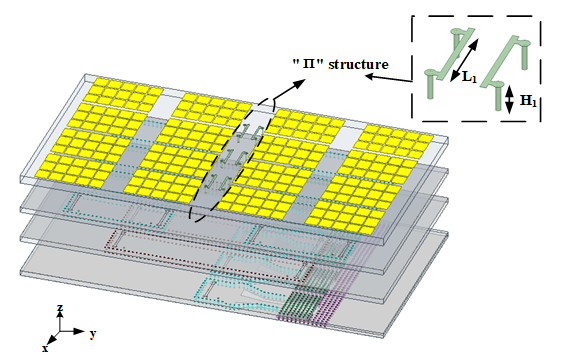 " Π" structure
L1
H1
z
y
x